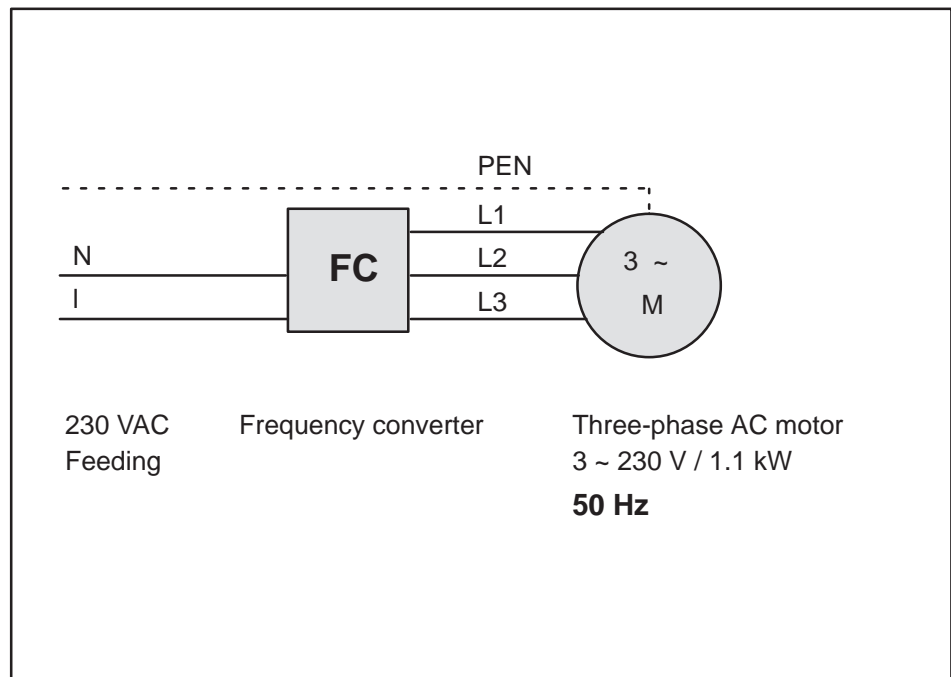 PEN
L1
N
FC
L2
3 ~
I
L3
M
230 VAC
Feeding
Frequency converter
Three-phase AC motor
3 ~ 230 V / 1.1 kW
50 Hz